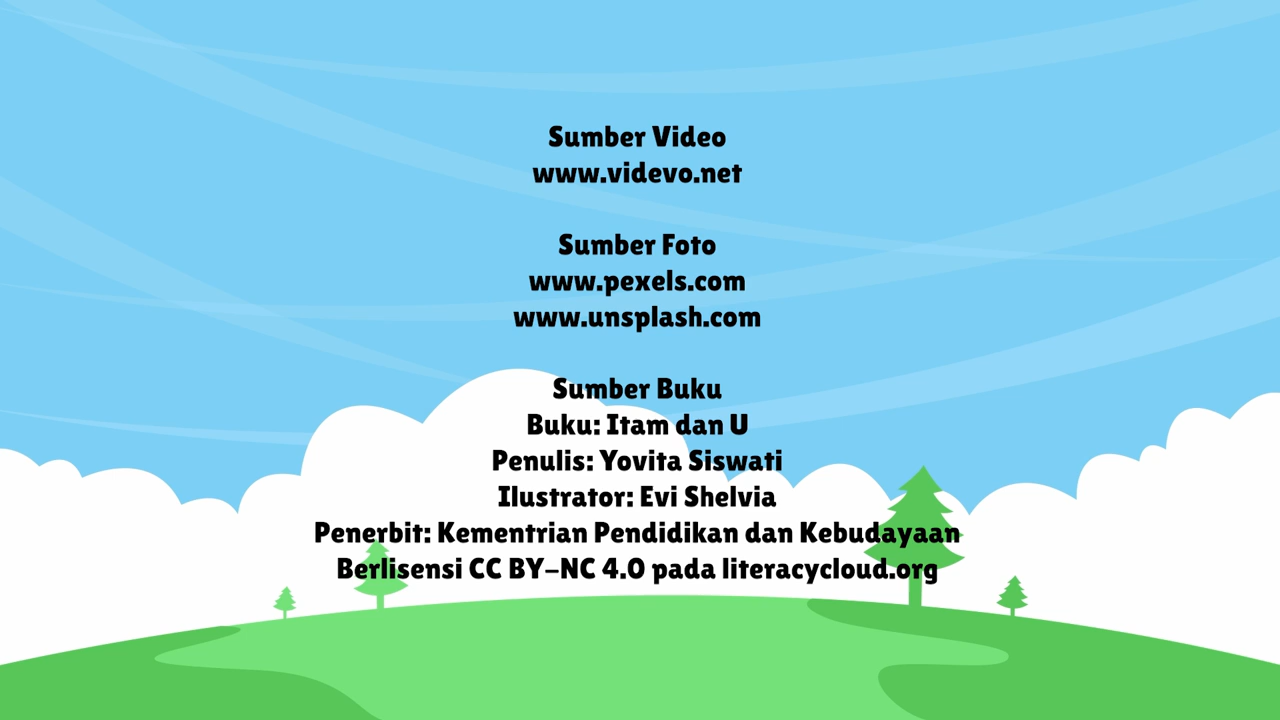 Sumber Video
www.videvo.net
Sumber Foto
www.pexels.com
www.unsplash.com
Sumber Buku
Buku: Itam dan U
Penulis: Yovita Siswati
Ilustrator: Evi Shelvia
Penerbit: Kementrian Pendidikan dan Kebudayaan
Berlisensi CC BY-NC 4.0 pada literacycloud.org